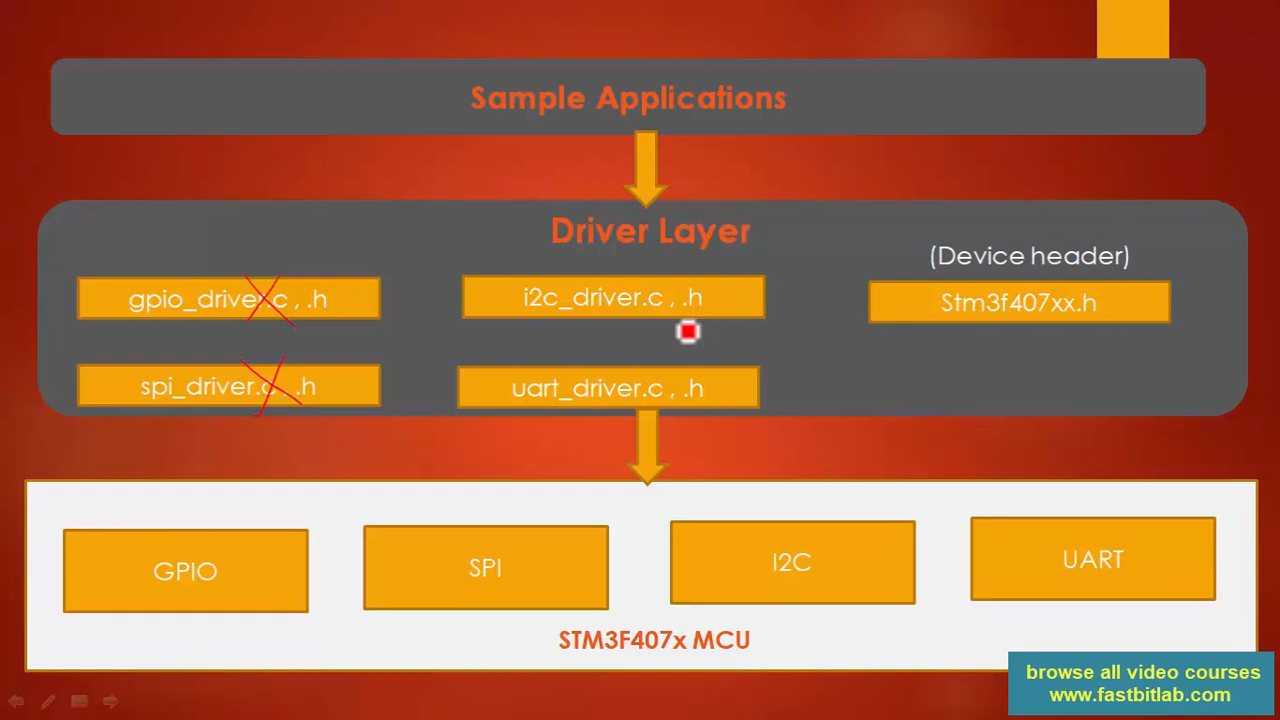 Sample Applications
Driver Layer
(Device header)
gpio_driver.c , .h
i2c_driver.c , .h
Stm3f407xx.h
spi_driver.c , .h
uart_driver.c , .h
GPIO
SPI
I2C
UART
STM3F407x MCU
browse all video courses
www.fastbitlab.com